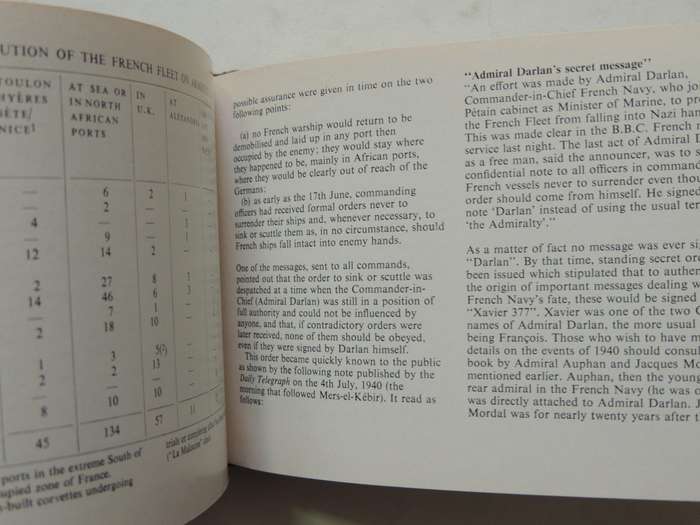 UTION OF THE FRENCH FLEET ON
TOULON
HYÈRES
SÈTE/
NICE¹
AT SEA OR
IN NORTH
AFRICAN
PORTS
IN
U.K.
AT
— 6 2 1
— 2 — —
4 — — 1
— 9 — 1
12 14 2 —
2 27 8 1
14 46 6 3
— 7 1 —
2 18 10
1 3 5(²)
2 2 13
— — —
8 10 10
45 134 57 11
ports in the extreme South of
upied zone of France.
-built corvettes undergoing
trials or
("La
possible assurance were given in time on the two
following points:
(a) no French warship would return to be
demobilised and laid up in any port then
occupied by the enemy; they would stay where
they happened to be, mainly in African ports,
where they would be clearly out of reach of the
Germans;
(b) as early as the 17th June, commanding
officers had received formal orders never to
surrender their ships and, whenever necessary, to
sink or scuttle them as, in no circumstance, should
French ships fall intact into enemy hands.
One of the messages, sent to all commands,
pointed out that the order to sink or scuttle was
despatched at a time when the Commander-in-
Chief (Admiral Darlan) was still in a position of
full authority and could not be influenced by
anyone, and that, if contradictory orders were
later received, none of them should be obeyed,
even if they were signed by Darlan himself.
This order became quickly known to the public
as shown by the following note published by the
Daily Telegraph on the 4th July, 1940 (the
morning that followed Mers-el-Kébir). It read as
follows:
"Admiral Darlan's secret message"
"An effort was made by Admiral Darlan,
Commander-in-Chief French Navy, who jo
Pétain cabinet as Minister of Marine, to pr
the French Fleet from falling into Nazi han
This was made clear in the B.B.C. French n
service last night. The last act of Admiral D
as a free man, said the announcer, was to s
confidential note to all officers in command
French vessels never to surrender even thou
order should come from himself. He signed
note 'Darlan' instead of using the usual ter
'the Admiralty'."
As a matter of fact no message was ever sig
"Darlan". By that time, standing secret ord
been issued which stipulated that to authen
the origin of important messages dealing w
French Navy's fate, these would be signed
"Xavier 377". Xavier was one of the two C
names of Admiral Darlan, the more usual
being François. Those who wish to have m
details on the events of 1940 should consul
book by Admiral Auphan and Jacques Mo
mentioned earlier. Auphan, then the young
rear admiral in the French Navy (he was o
was directly attached to Admiral Darlan. J
Mordal was for nearly twenty years after th